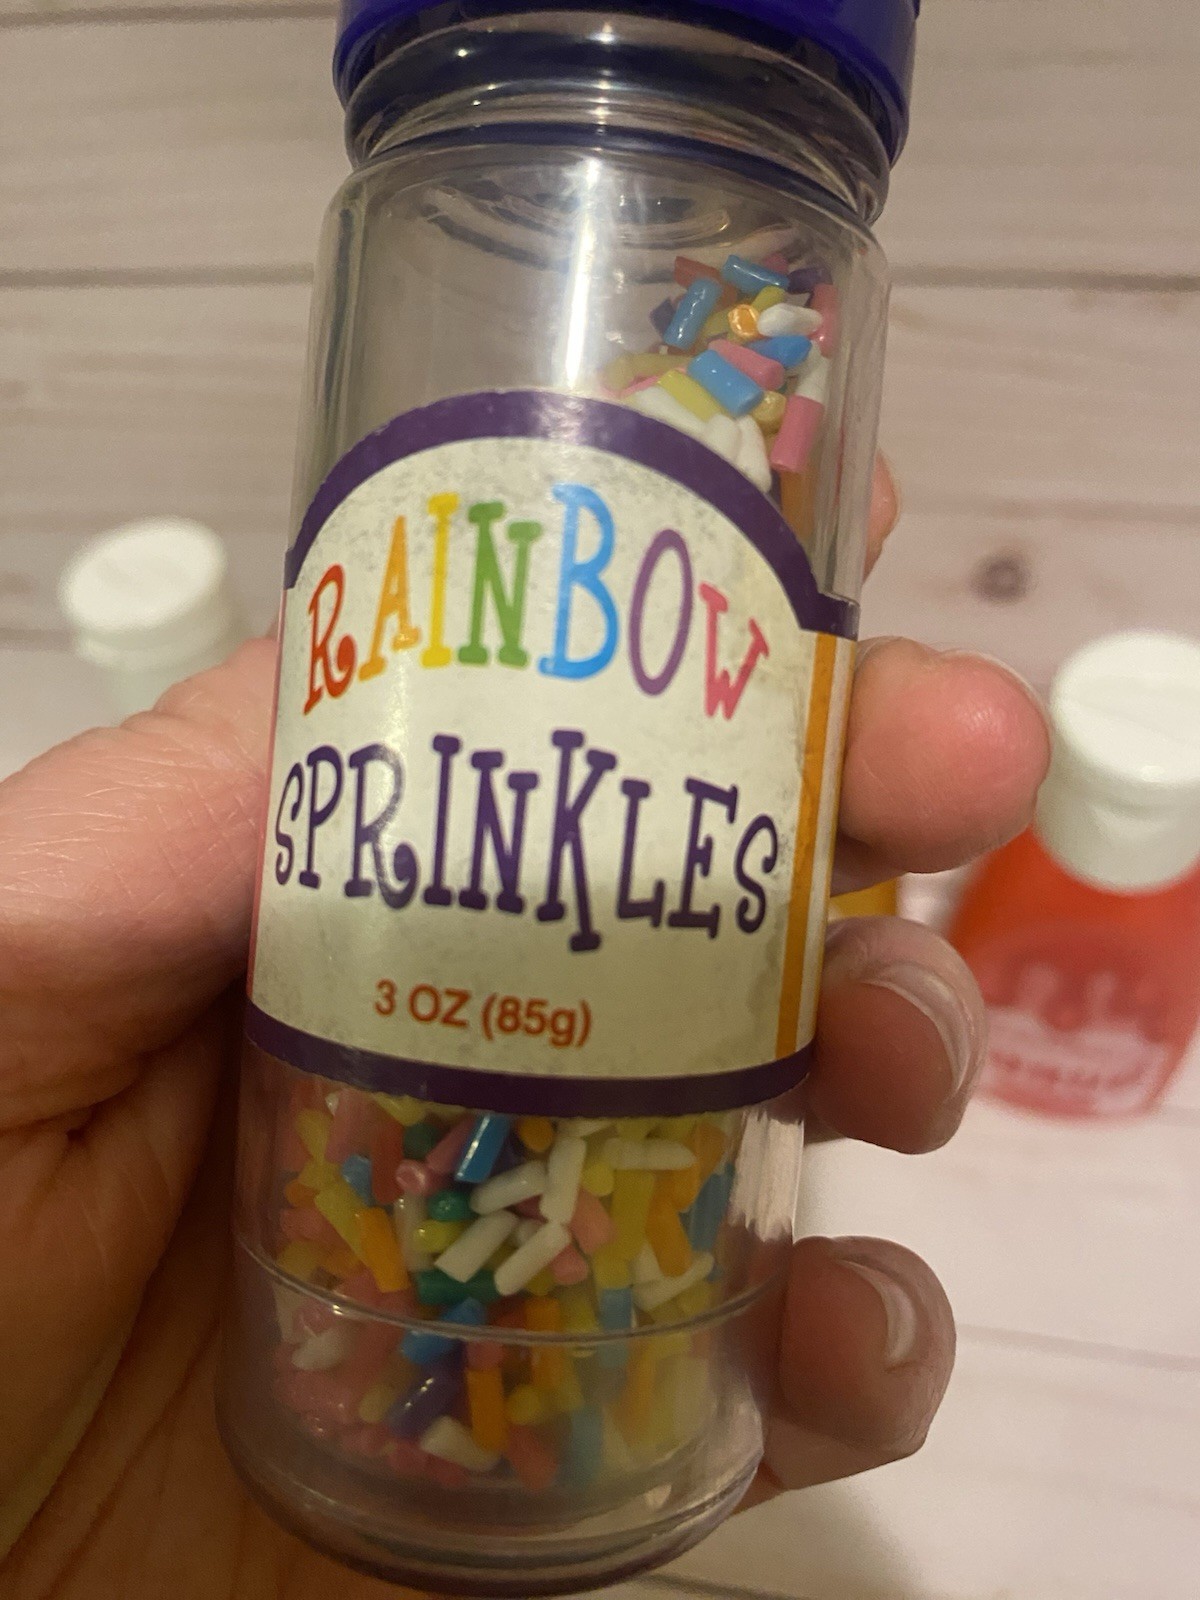 RAINBOW
SPRINKLES
3 OZ (85g)